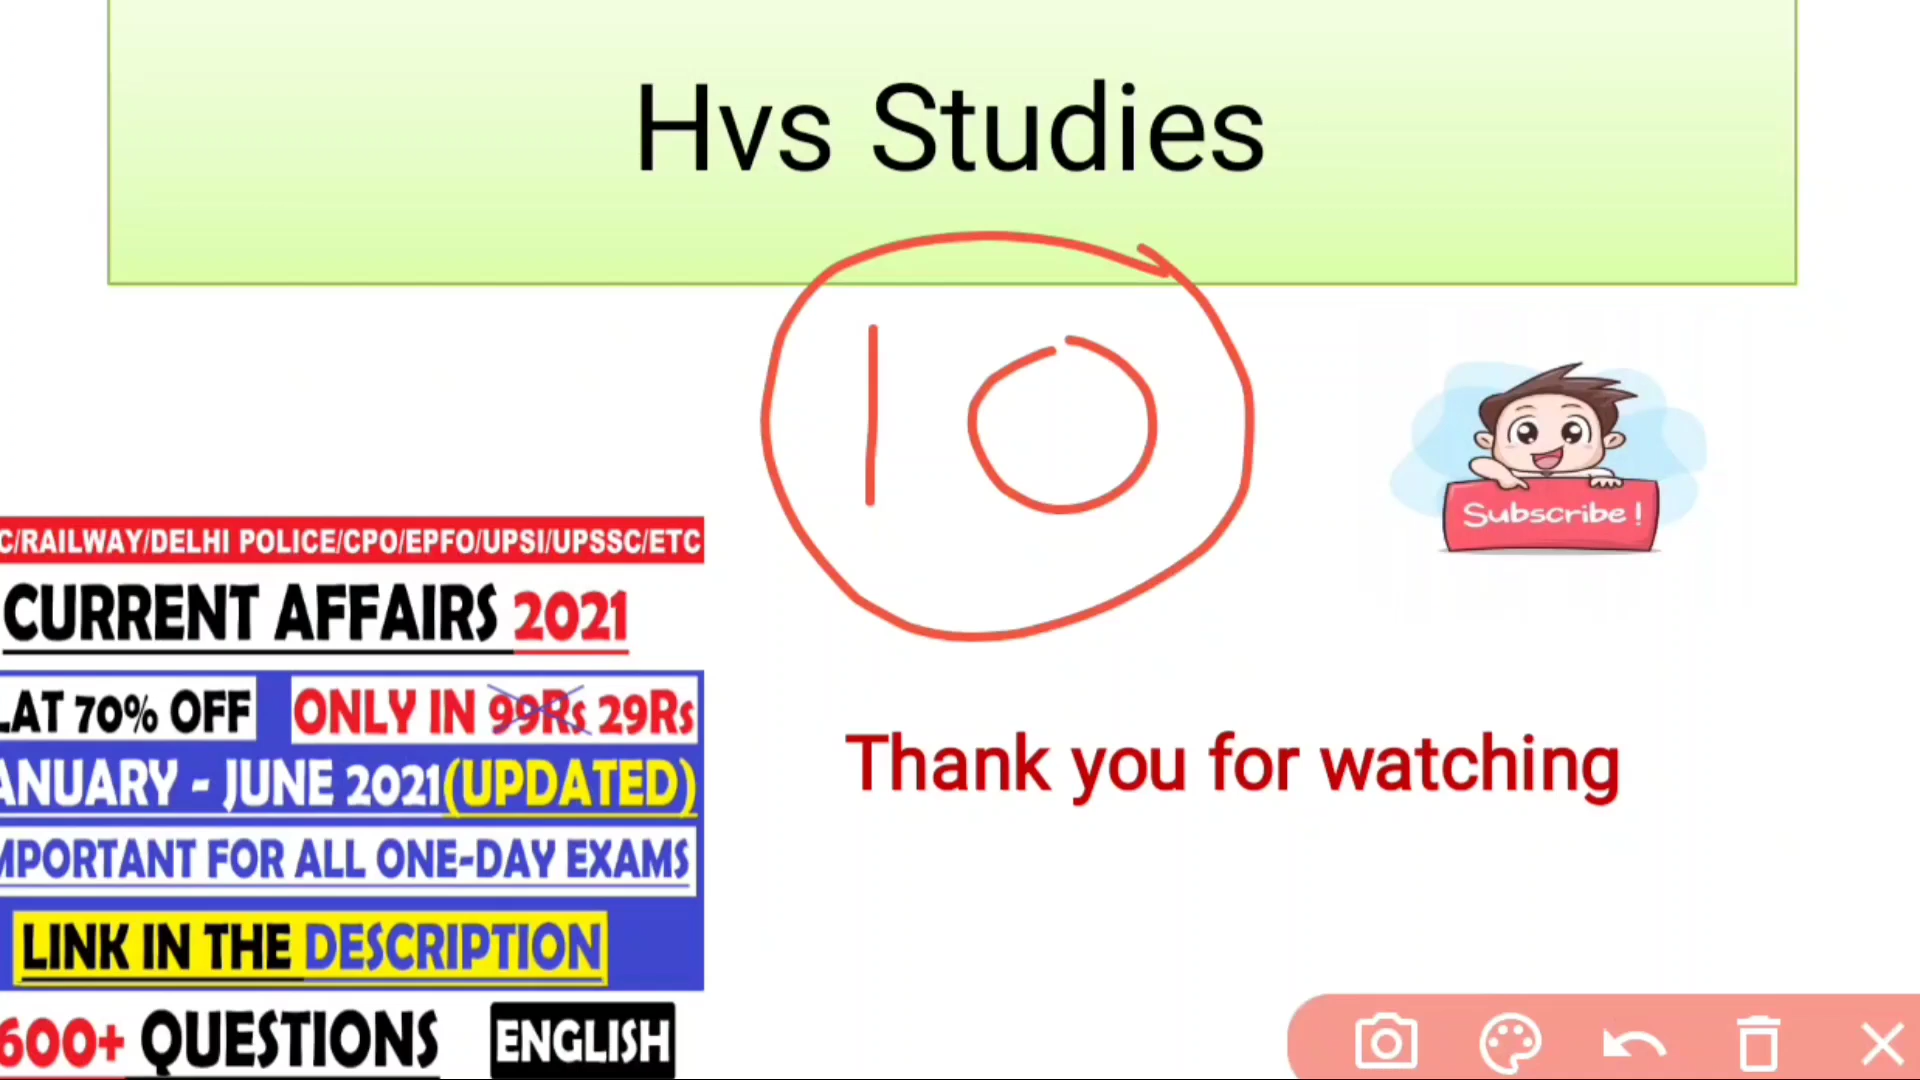 Hvs Studies
10
Subscribe!
C/RAILWAY/DELHI POLICE/CPO/EPFO/UPSI/UPSSC/ETC
CURRENT AFFAIRS 2021
LAT 70% OFF ONLY IN 99Rs 29Rs
ANUARY - JUNE 2021(UPDATED)
MPORTANT FOR ALL ONE-DAY EXAMS
LINK IN THE DESCRIPTION
600+ QUESTIONS ENGLISH
Thank you for watching